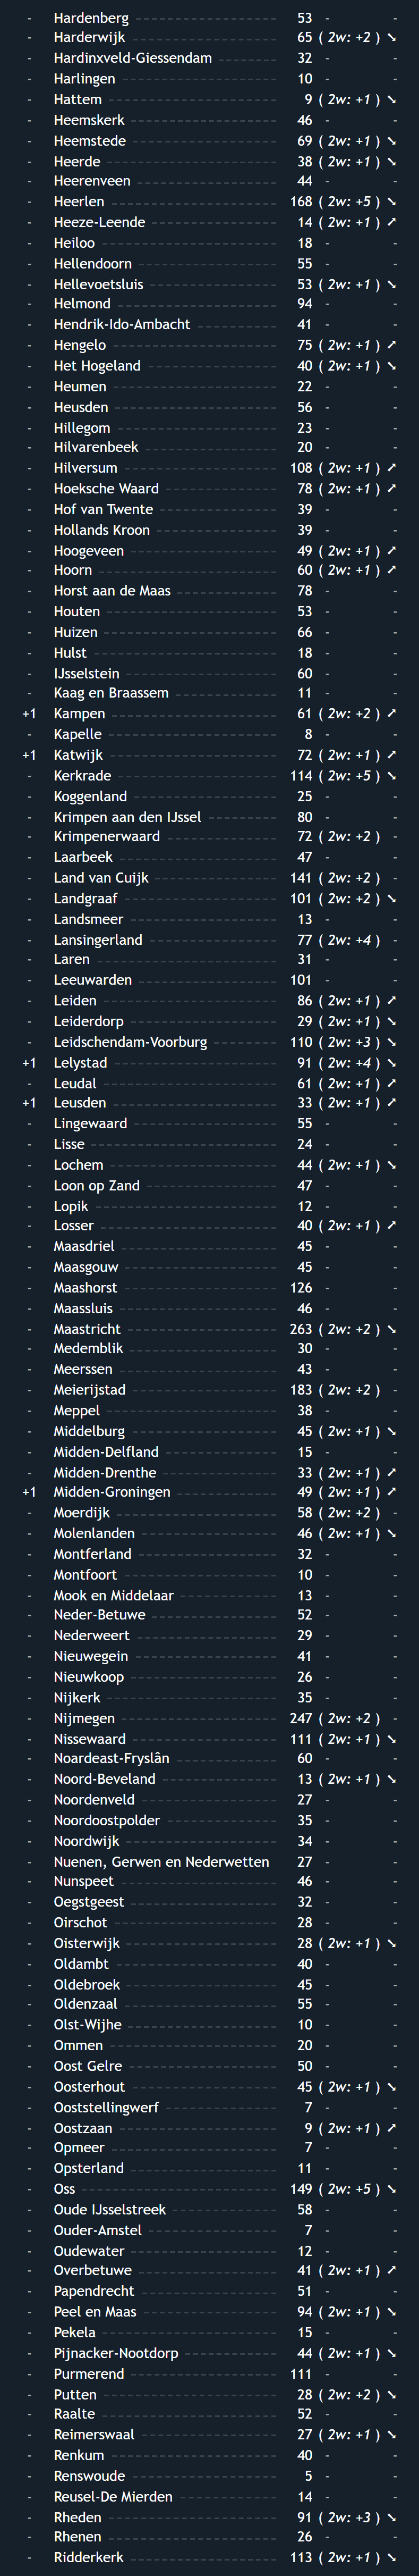 - Hardenberg 53 - -
- Harderwijk 65 ( 2w: +2 ) ↘
- Hardinxveld-Giessendam 32 - -
- Harlingen 10 - -
- Hattem 9 ( 2w: +1 ) ↘
- Heemskerk 46 - -
- Heemstede 69 ( 2w: +1 ) ↘
- Heerde 38 ( 2w: +1 ) ↘
- Heerenveen 44 - -
- Heerlen 168 ( 2w: +5 ) ↘
- Heeze-Leende 14 ( 2w: +1 ) ↗
- Heiloo 18 - -
- Hellendoorn 55 - -
- Hellevoetsluis 53 ( 2w: +1 ) ↘
- Helmond 94 - -
- Hendrik-Ido-Ambacht 41 - -
- Hengelo 75 ( 2w: +1 ) ↗
- Het Hogeland 40 ( 2w: +1 ) ↘
- Heumen 22 - -
- Heusden 56 - -
- Hillegom 23 - -
- Hilvarenbeek 20 - -
- Hilversum 108 ( 2w: +1 ) ↗
- Hoeksche Waard 78 ( 2w: +1 ) ↗
- Hof van Twente 39 - -
- Hollands Kroon 39 - -
- Hoogeveen 49 ( 2w: +1 ) ↗
- Hoorn 60 ( 2w: +1 ) ↗
- Horst aan de Maas 78 - -
- Houten 53 - -
- Huizen 66 - -
- Hulst 18 - -
- IJsselstein 60 - -
- Kaag en Braassem 11 - -
+1 Kampen 61 ( 2w: +2 ) ↗
- Kapelle 8 - -
+1 Katwijk 72 ( 2w: +1 ) ↗
- Kerkrade 114 ( 2w: +5 ) ↘
- Koggenland 25 - -
- Krimpen aan den IJssel 80 - -
- Krimpenerwaard 72 ( 2w: +2 ) -
- Laarbeek 47 - -
- Land van Cuijk 141 ( 2w: +2 ) -
- Landgraaf 101 ( 2w: +2 ) ↘
- Landsmeer 13 - -
- Lansingerland 77 ( 2w: +4 ) -
- Laren 31 - -
- Leeuwarden 101 - -
- Leiden 86 ( 2w: +1 ) ↗
- Leiderdorp 29 ( 2w: +1 ) ↘
- Leidschendam-Voorburg 110 ( 2w: +3 ) ↘
+1 Lelystad 91 ( 2w: +4 ) ↘
- Leudal 61 ( 2w: +1 ) ↗
+1 Leusden 33 ( 2w: +1 ) ↗
- Lingewaard 55 - -
- Lisse 24 - -
- Lochem 44 ( 2w: +1 ) ↘
- Loon op Zand 47 - -
- Lopik 12 - -
- Losser 40 ( 2w: +1 ) ↗
- Maasdriel 45 - -
- Maasgouw 45 - -
- Maashorst 126 - -
- Maassluis 46 - -
- Maastricht 263 ( 2w: +2 ) ↘
- Medemblik 30 - -
- Meerssen 43 - -
- Meierijstad 183 ( 2w: +2 ) -
- Meppel 38 - -
- Middelburg 45 ( 2w: +1 ) ↘
- Midden-Delfland 15 - -
- Midden-Drenthe 33 ( 2w: +1 ) ↗
+1 Midden-Groningen 49 ( 2w: +1 ) ↗
- Moerdijk 58 ( 2w: +2 ) -
- Molenlanden 46 ( 2w: +1 ) ↘
- Montferland 32 - -
- Montfoort 10 - -
- Mook en Middelaar 13 - -
- Neder-Betuwe 52 - -
- Nederweert 29 - -
- Nieuwegein 41 - -
- Nieuwkoop 26 - -
- Nijkerk 35 - -
- Nijmegen 247 ( 2w: +2 ) -
- Nissewaard 111 ( 2w: +1 ) ↘
- Noardeast-Fryslân 60 - -
- Noord-Beveland 13 ( 2w: +1 ) ↘
- Noordenveld 27 - -
- Noordoostpolder 35 - -
- Noordwijk 34 - -
- Nuenen, Gerwen en Nederwetten 27 - -
- Nunspeet 46 - -
- Oegstgeest 32 - -
- Oirschot 28 - -
- Oisterwijk 28 ( 2w: +1 ) ↘
- Oldambt 40 - -
- Oldebroek 45 - -
- Oldenzaal 55 - -
- Olst-Wijhe 10 - -
- Ommen 20 - -
- Oost Gelre 50 - -
- Oosterhout 45 ( 2w: +1 ) ↘
- Ooststellingwerf 7 - -
- Oostzaan 9 ( 2w: +1 ) ↗
- Opmeer 7 - -
- Opsterland 11 - -
- Oss 149 ( 2w: +5 ) ↘
- Oude IJsselstreek 58 - -
- Ouder-Amstel 7 - -
- Oudewater 12 - -
- Overbetuwe 41 ( 2w: +1 ) ↗
- Papendrecht 51 - -
- Peel en Maas 94 ( 2w: +1 ) ↘
- Pekela 15 - -
- Pijnacker-Nootdorp 44 ( 2w: +1 ) ↘
- Purmerend 111 - -
- Putten 28 ( 2w: +2 ) ↘
- Raalte 52 - -
- Reimerswaal 27 ( 2w: +1 ) ↘
- Renkum 40 - -
- Renswoude 5 - -
- Reusel-De Mierden 14 - -
- Rheden 91 ( 2w: +3 ) ↘
- Rhenen 26 - -
- Ridderkerk 113 ( 2w: +1 ) ↘